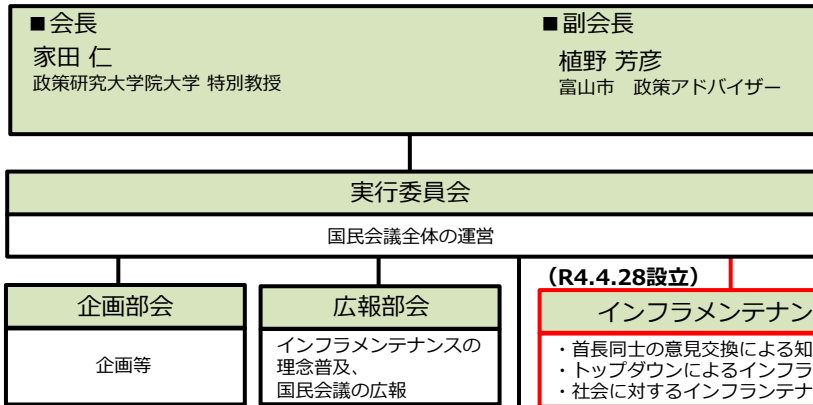 ■会長
家田 仁
政策研究大学院大学 特別教授
■副会長
植野 芳彦
富山市　政策アドバイザー
実行委員会
国民会議全体の運営
企画部会
企画等
広報部会
インフラメンテナンスの
理念普及、
国民会議の広報
（R4.4.28設立）
インフラメンテナン
・首長同士の意見交換による知
・トップダウンによるインフラ
・社会に対するインフランテナ